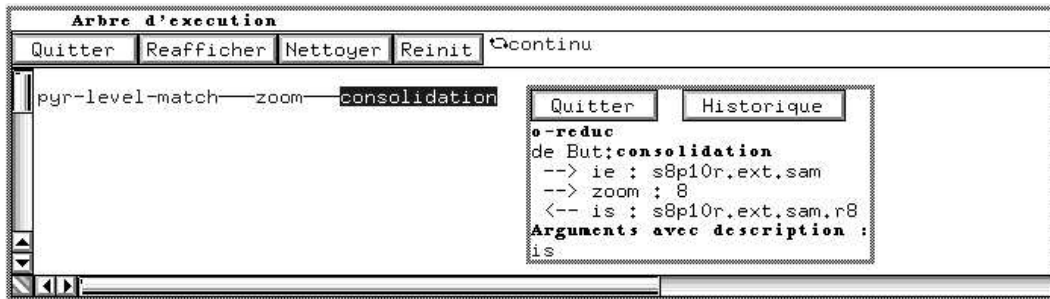 Arbre d'execution
Quitter Reafficher Nettoyer Reinit continu
pyr-level-match zoom consolidation
Quitter Historique
o-reduc
de But:consolidation
--> ie : s8p10r.ext.sam
--> zoom : 8
<-- is : s8p10r.ext.sam.r8
Arguments avec description :
is